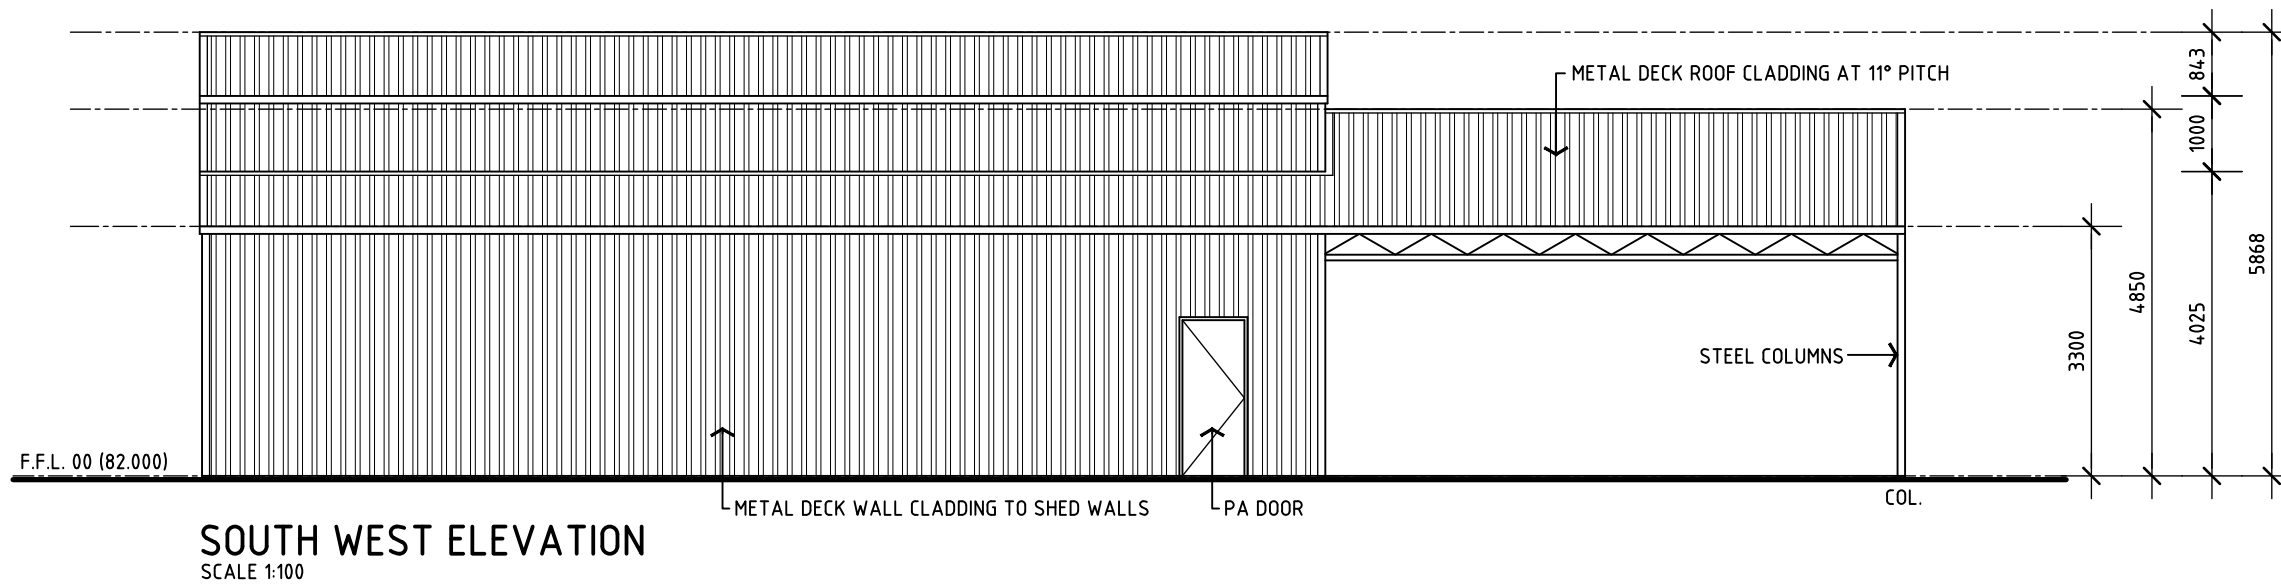 METAL DECK ROOF CLADDING AT 11° PITCH
843
1000
5868
4850
4025
3300
STEEL COLUMNS
F.F.L. 00 (82.000)
COL.
METAL DECK WALL CLADDING TO SHED WALLS
PA DOOR
SOUTH WEST ELEVATION
SCALE 1:100